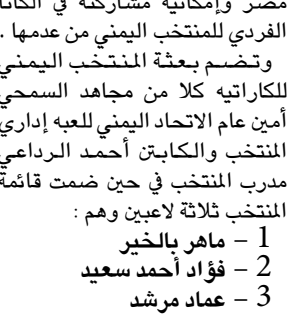 مصر وإمكانية مشاركته في الكاتا
الفردي للمنتخب اليمني من عدمها .
وتضم بعثة المنتخب اليمني
للكاراتيه كلا من مجاهد السمحي
أمين عام الاتحاد اليمني للعبه إداري
المنتخب والكابتن أحمد الرداعي
مدرب المنتخب في حين ضمت قائمة
المنتخب ثلاثة لاعبين وهم :
1 – ماهر بالخير
2 – فؤاد أحمد سعيد
3 – عماد مرشد